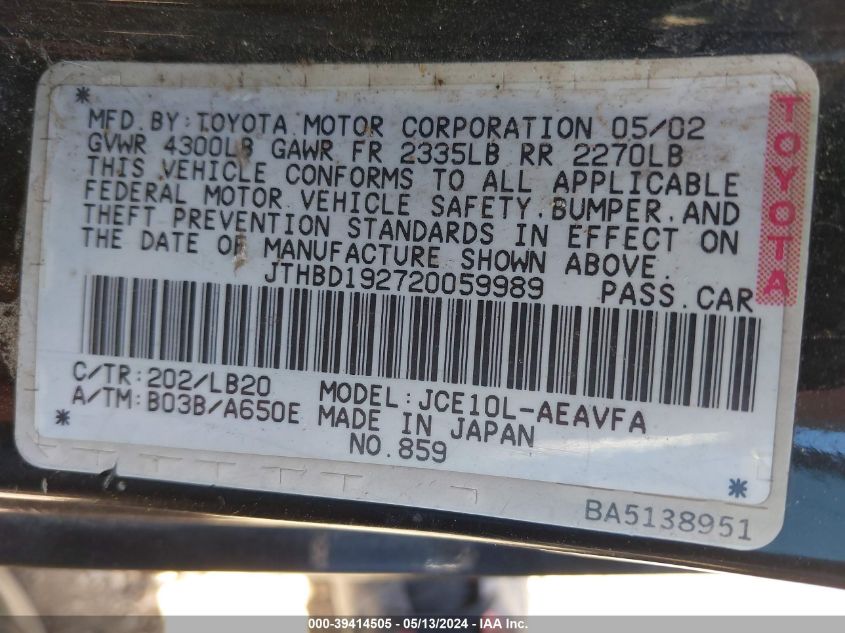 MFD.BY:TOYOTA MOTOR CORPORATION 05/02
GVWR 4300LB GAWR FR 2335LB RR 2270LB
THIS VEHICLE CONFORMS TO ALL APPLICABLE
FEDERAL MOTOR VEHICLE SAFETY,BUMPER,AND
THEFT PREVENTION STANDARDS IN EFFECT ON
THE DATE OF MANUFACTURE SHOWN ABOVE.
JTHBD192720059989 PASS.CAR
C/TR:202/LB20 MODEL:JCE10L-AEAVFA
A/TM:B03B/A650E MADE IN JAPAN
NO.859
TOYOTA
BA5138951
000-39414505 - 05/13/2024 - IAA Inc.